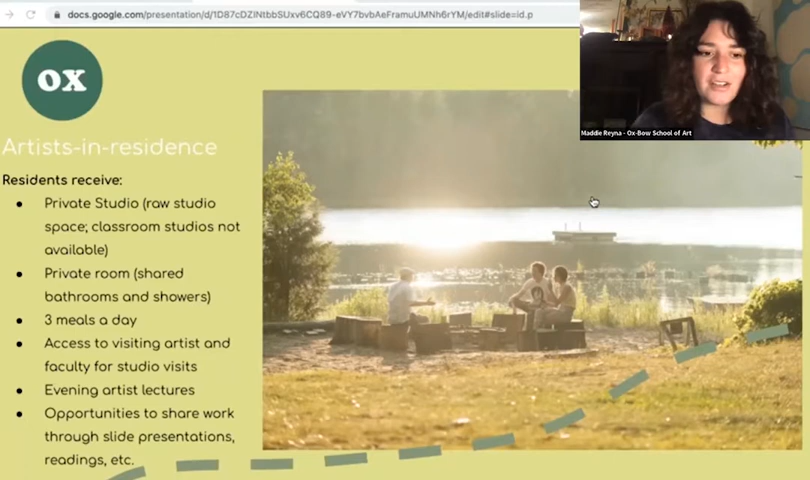 docs.google.com/presentation/d/1D87cDZINtbbSUxv6CQ89-eVY7bvbAeFramuUMNh6rYM/edit#slide=id.p
Maddie Reyna - Ox-Bow School of Art
OX
Artists-in-residence
Residents receive:
● Private Studio (raw studio
space; classroom studios not
available)
● Private room (shared
bathrooms and showers)
● 3 meals a day
● Access to visiting artist and
faculty for studio visits
● Evening artist lectures
● Opportunities to share work
through slide presentations,
readings, etc.